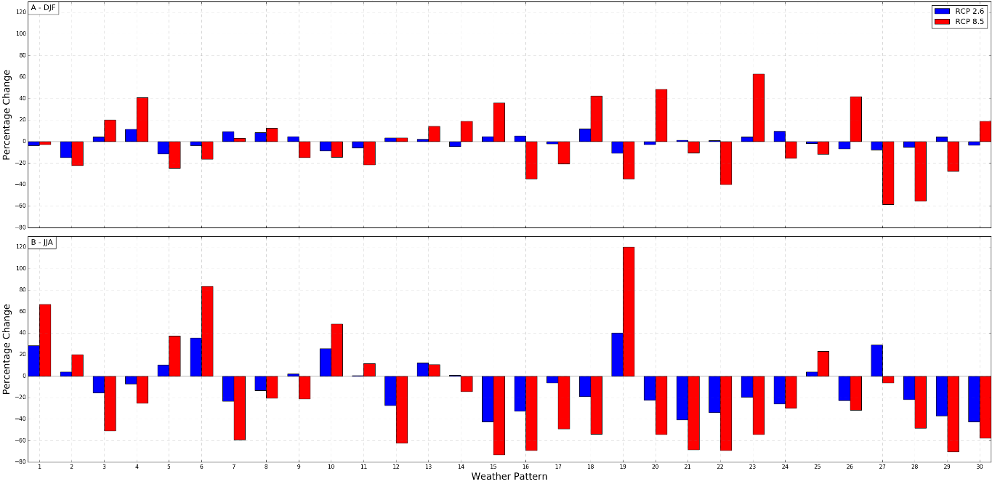 A - DJF
RCP 2.6
RCP 8.5
Percentage Change
120
100
80
60
40
20
0
−20
−40
−60
−80
B - JJA
Percentage Change
120
100
80
60
40
20
0
−20
−40
−60
−80
1 2 3 4 5 6 7 8 9 10 11 12 13 14 15 16 17 18 19 20 21 22 23 24 25 26 27 28 29 30
Weather Pattern